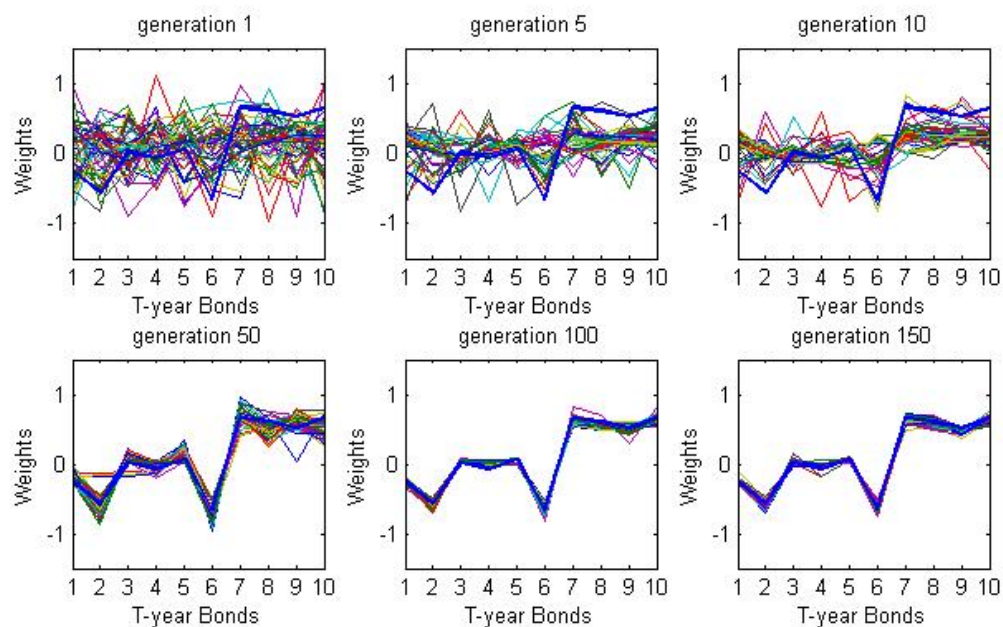 generation 1
generation 5
generation 10
Weights
1
0
-1
1 2 3 4 5 6 7 8 9 10
T-year Bonds
Weights
1
0
-1
1 2 3 4 5 6 7 8 9 10
T-year Bonds
Weights
1
0
-1
1 2 3 4 5 6 7 8 9 10
T-year Bonds
generation 50
generation 100
generation 150
Weights
1
0
-1
1 2 3 4 5 6 7 8 9 10
T-year Bonds
Weights
1
0
-1
1 2 3 4 5 6 7 8 9 10
T-year Bonds
Weights
1
0
-1
1 2 3 4 5 6 7 8 9 10
T-year Bonds